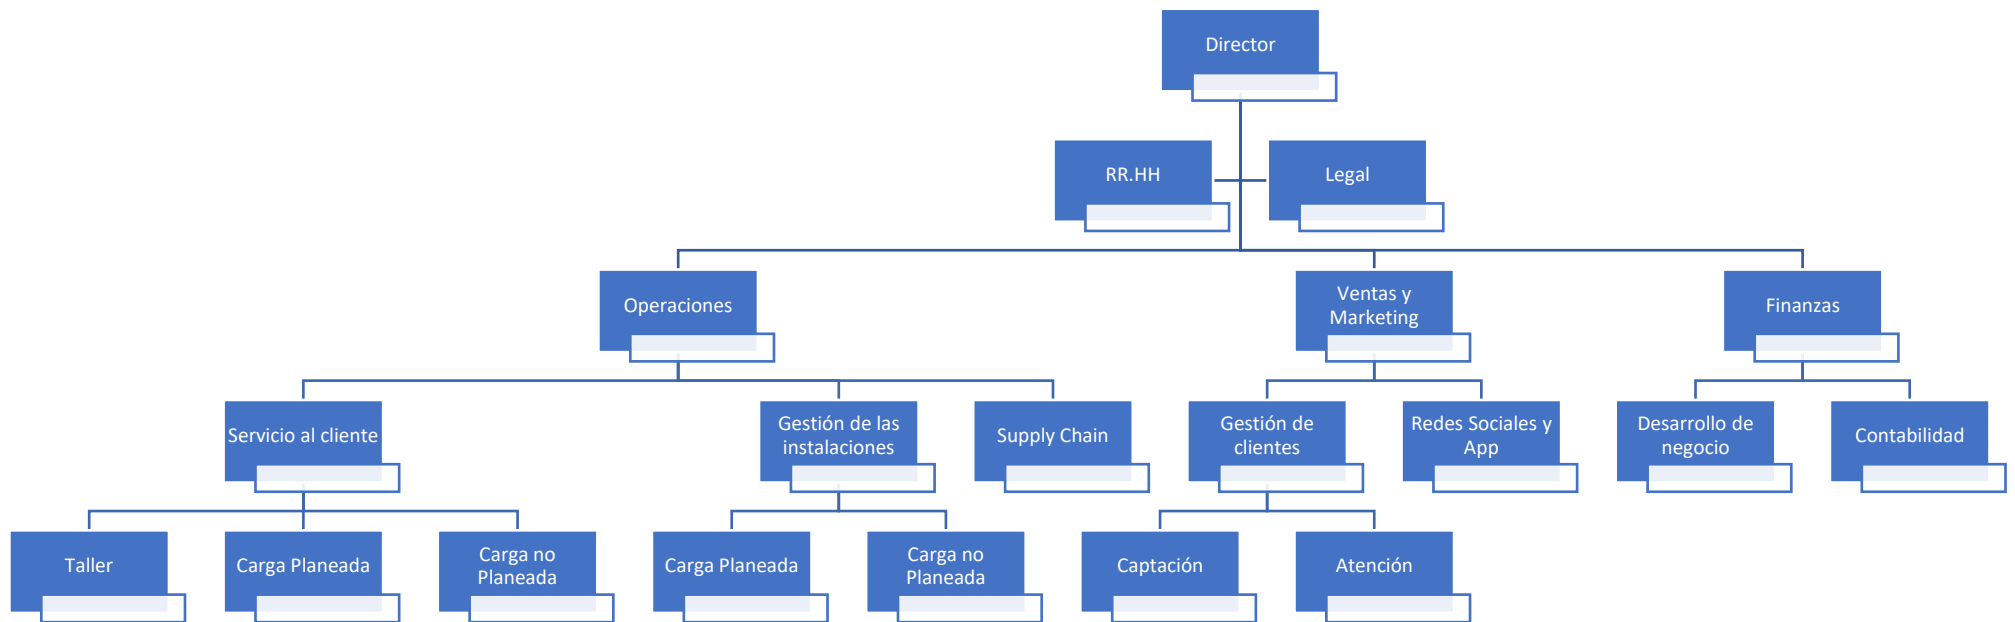 Director
RR.HH
Legal
Operaciones
Ventas y
Marketing
Finanzas
Servicio al cliente
Gestión de las
instalaciones
Supply Chain
Gestión de
clientes
Redes Sociales y
App
Desarrollo de
negocio
Contabilidad
Taller
Carga Planeada
Carga no
Planeada
Carga Planeada
Carga no
Planeada
Captación
Atención